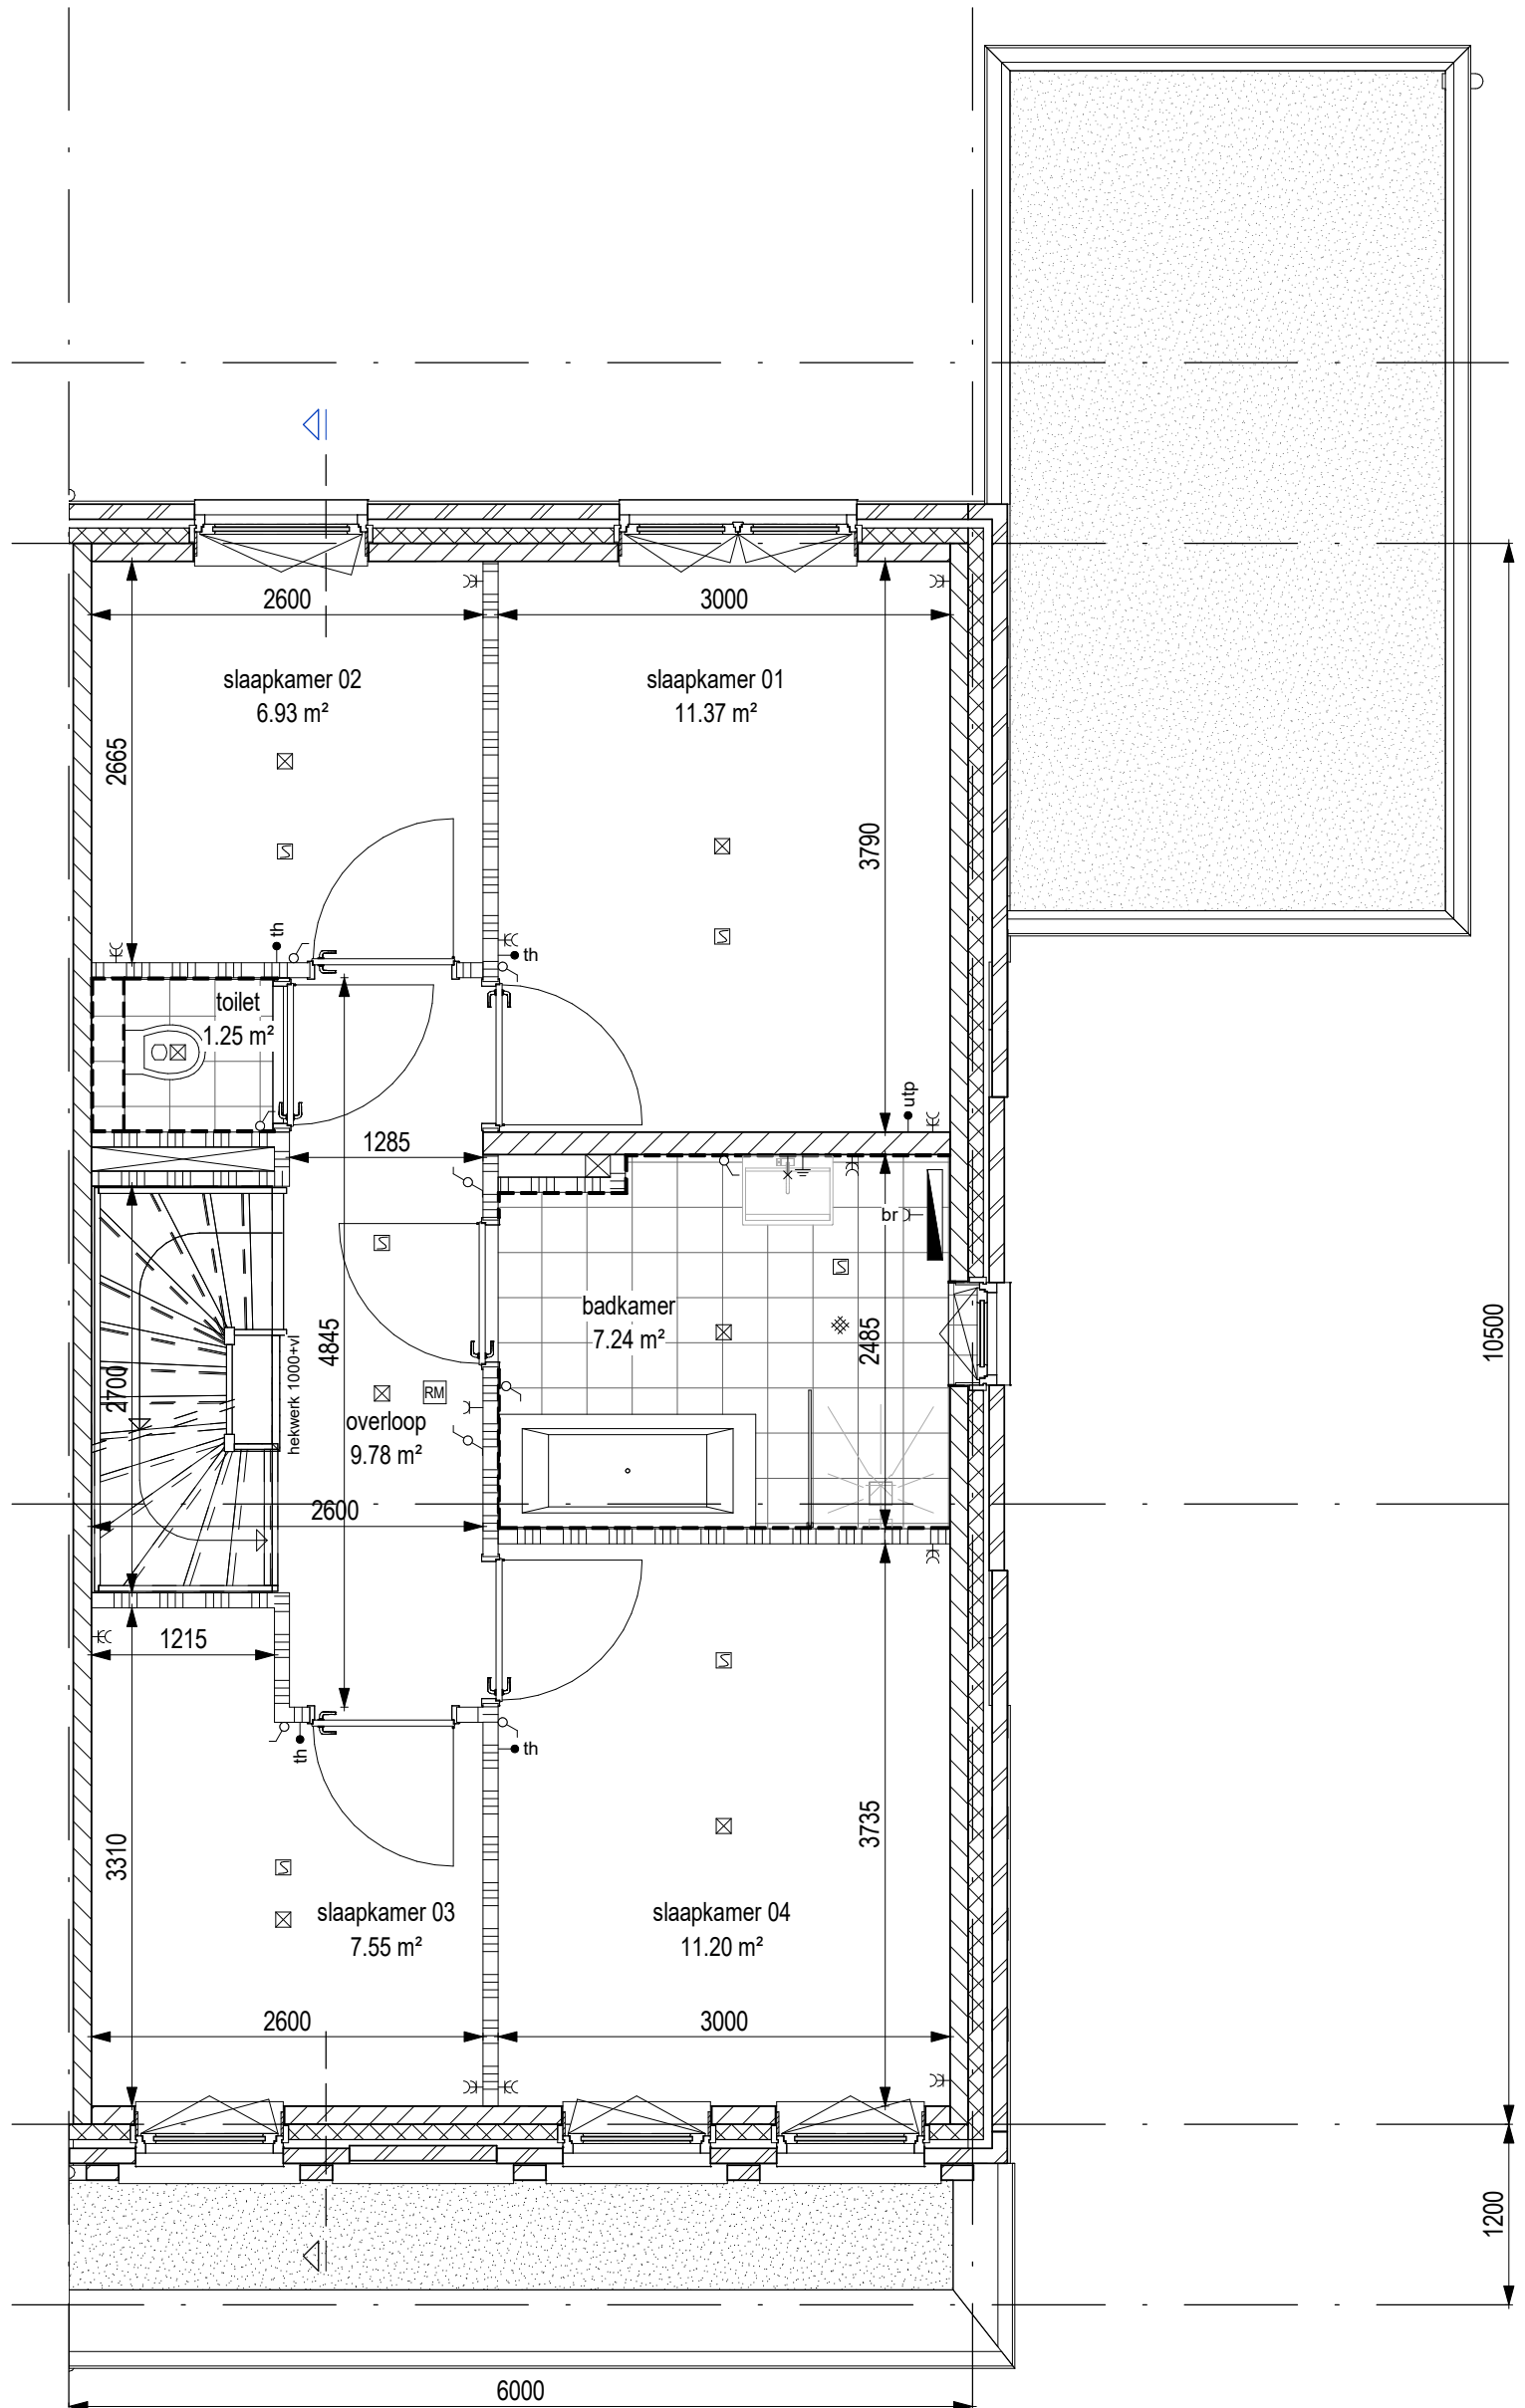 2600
3000
slaapkamer 02
6.93 m²
slaapkamer 01
11.37 m²
2665
3790
th
th
toilet
1.25 m²
utp
1285
br
badkamer
7.24 m²
2485
4845
2700
hekwerk 1000+vl
RM
overloop
9.78 m²
10500
2600
1215
th
th
3310
3735
slaapkamer 03
7.55 m²
slaapkamer 04
11.20 m²
2600
3000
1200
6000